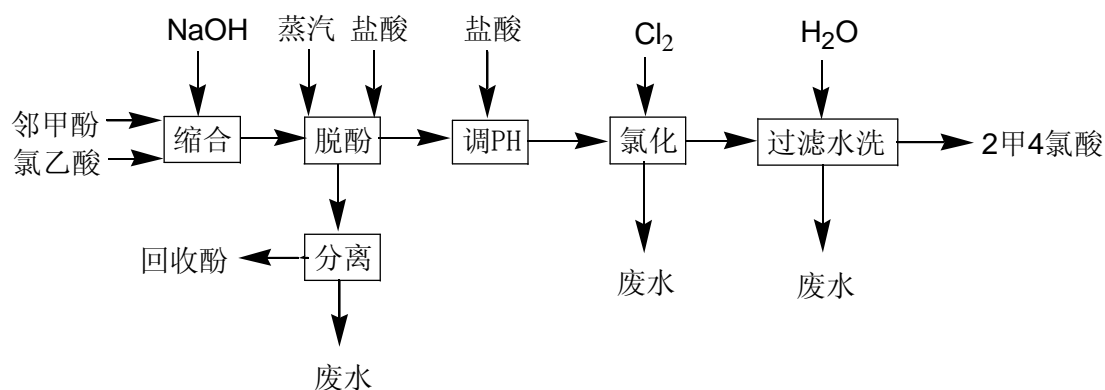 NaOH
蒸汽
盐酸
盐酸
Cl2
H2O
邻甲酚
氯乙酸
缩合
脱酚
调PH
氯化
过滤水洗
2甲4氯酸
回收酚
分离
废水
废水
废水